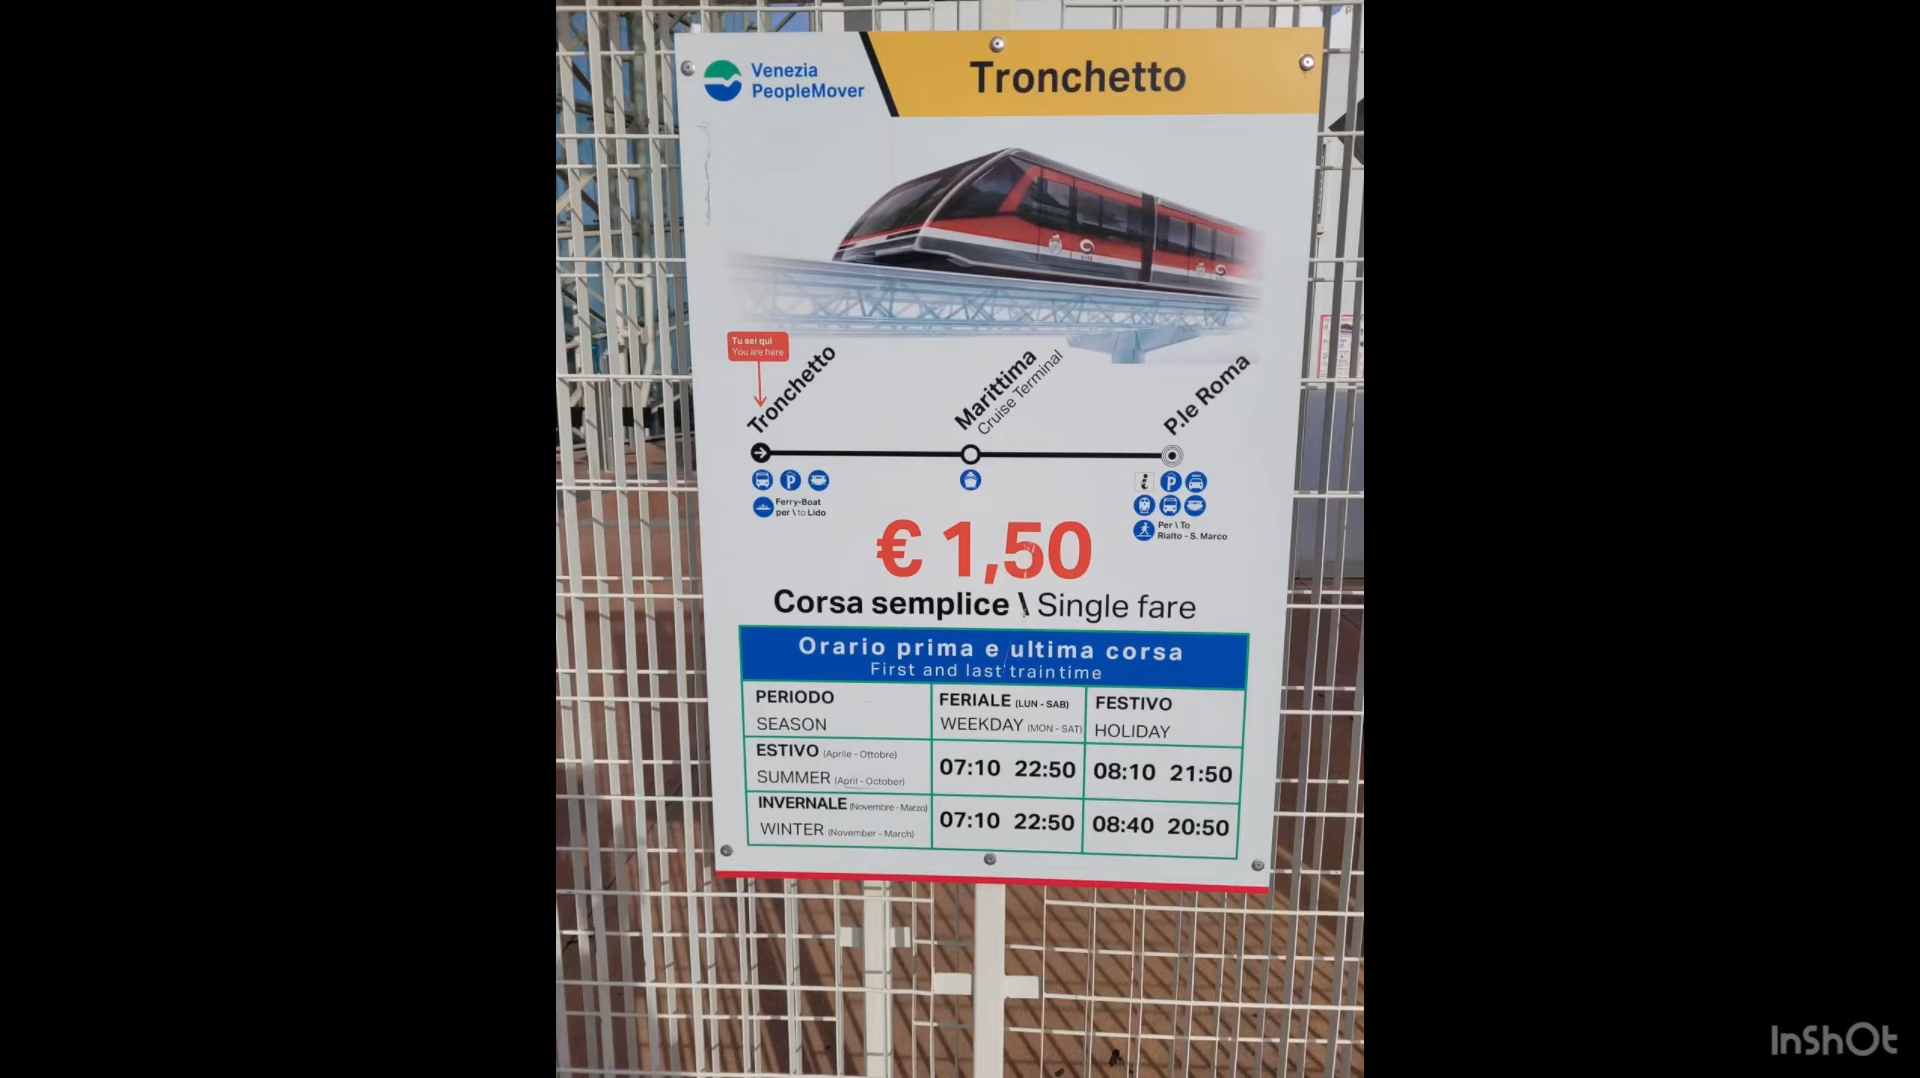 Venezia
PeopleMover
Tronchetto
Tu sei qui
You are here
Tronchetto
Marittima
Cruise Terminal
P.le Roma
Ferry-Boat
per \ to Lido
Per \ To
Rialto - S. Marco
€ 1,50
Corsa semplice \ Single fare
Orario prima e ultima corsa
First and last train time
PERIODO
SEASON
FERIALE (LUN - SAB)
WEEKDAY (MON - SAT)
FESTIVO
HOLIDAY
ESTIVO (Aprile - Ottobre)
SUMMER (April - October)
07:10 22:50
08:10 21:50
INVERNALE (Novembre - Marzo)
WINTER (November - March)
07:10 22:50
08:40 20:50
InShOt